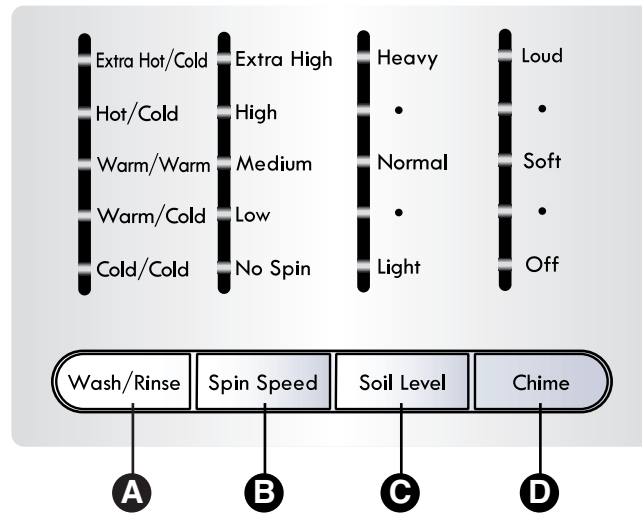 Extra Hot/Cold Extra High Heavy Loud
Hot/Cold High • •
Warm/Warm Medium Normal Soft
Warm/Cold Low • •
Cold/Cold No Spin Light Off
Wash/Rinse Spin Speed Soil Level Chime
A B C D